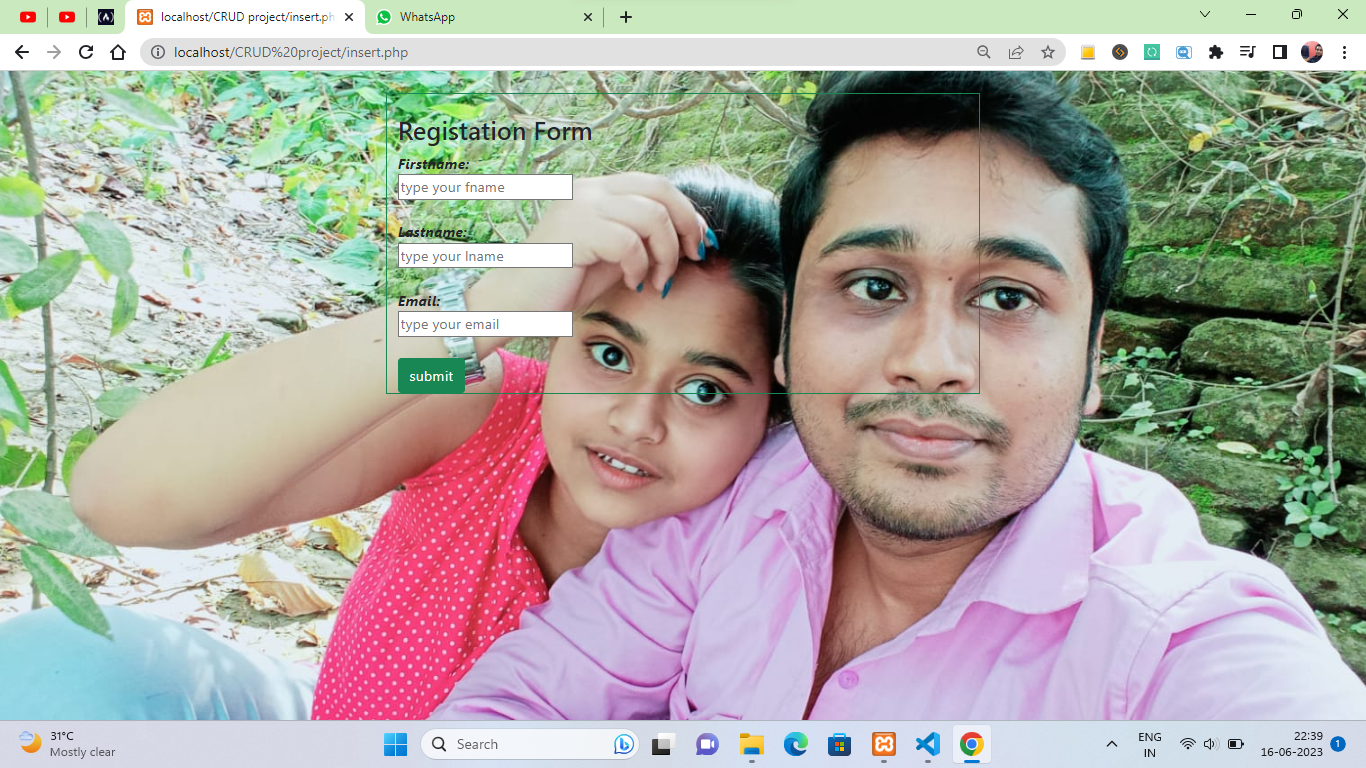 localhost/CRUD project/insert.ph
WhatsApp
localhost/CRUD%20project/insert.php
Registation Form
Firstname:
type your fname
Lastname:
type your lname
Email:
type your email
submit
31°C
Mostly clear
Search
ENG
IN
22:39
16-06-2023
1